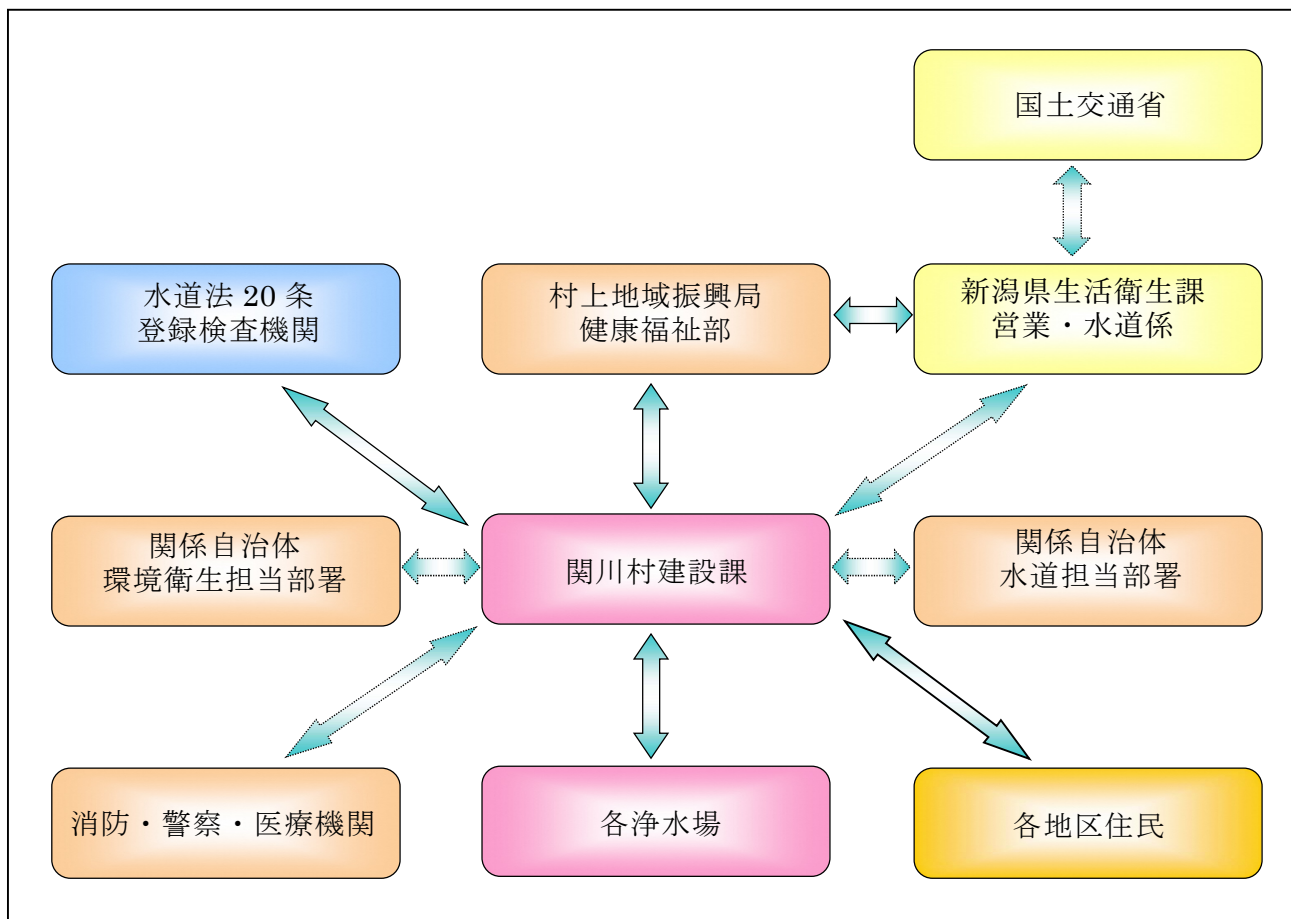 国土交通省
水道法 20 条
登録検査機関
村上地域振興局
健康福祉部
新潟県生活衛生課
営業・水道係
関係自治体
環境衛生担当部署
関川村建設課
関係自治体
水道担当部署
消防・警察・医療機関
各浄水場
各地区住民